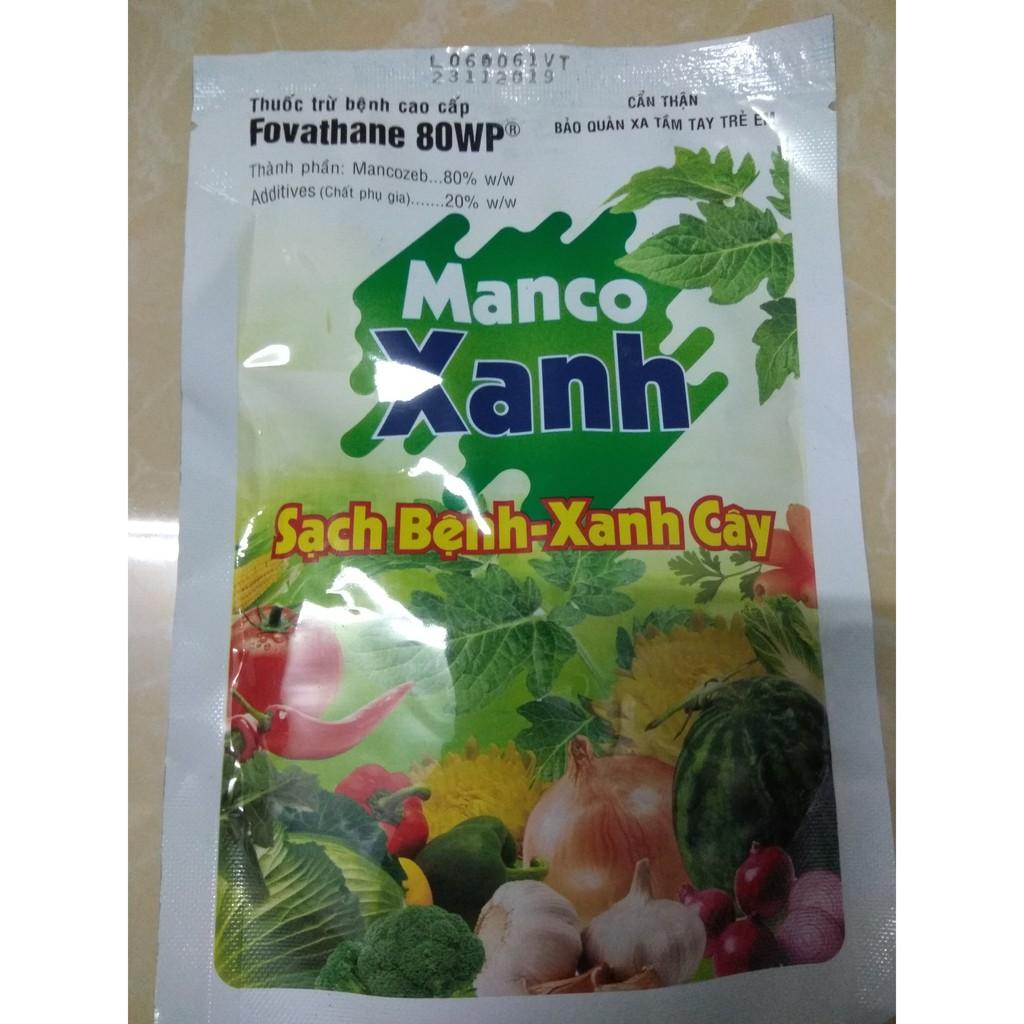 L060061VT
23112019
Thuốc trừ bệnh cao cấp
Fovathane 80WP®
Thành phần: Mancozeb...80% w/w
Additives (Chất phụ gia).......20% w/w
CẨN THẬN
BẢO QUẢN XA TẦM TAY TRẺ EM
Manco
Xanh
Sạch Bệnh-Xanh Cây